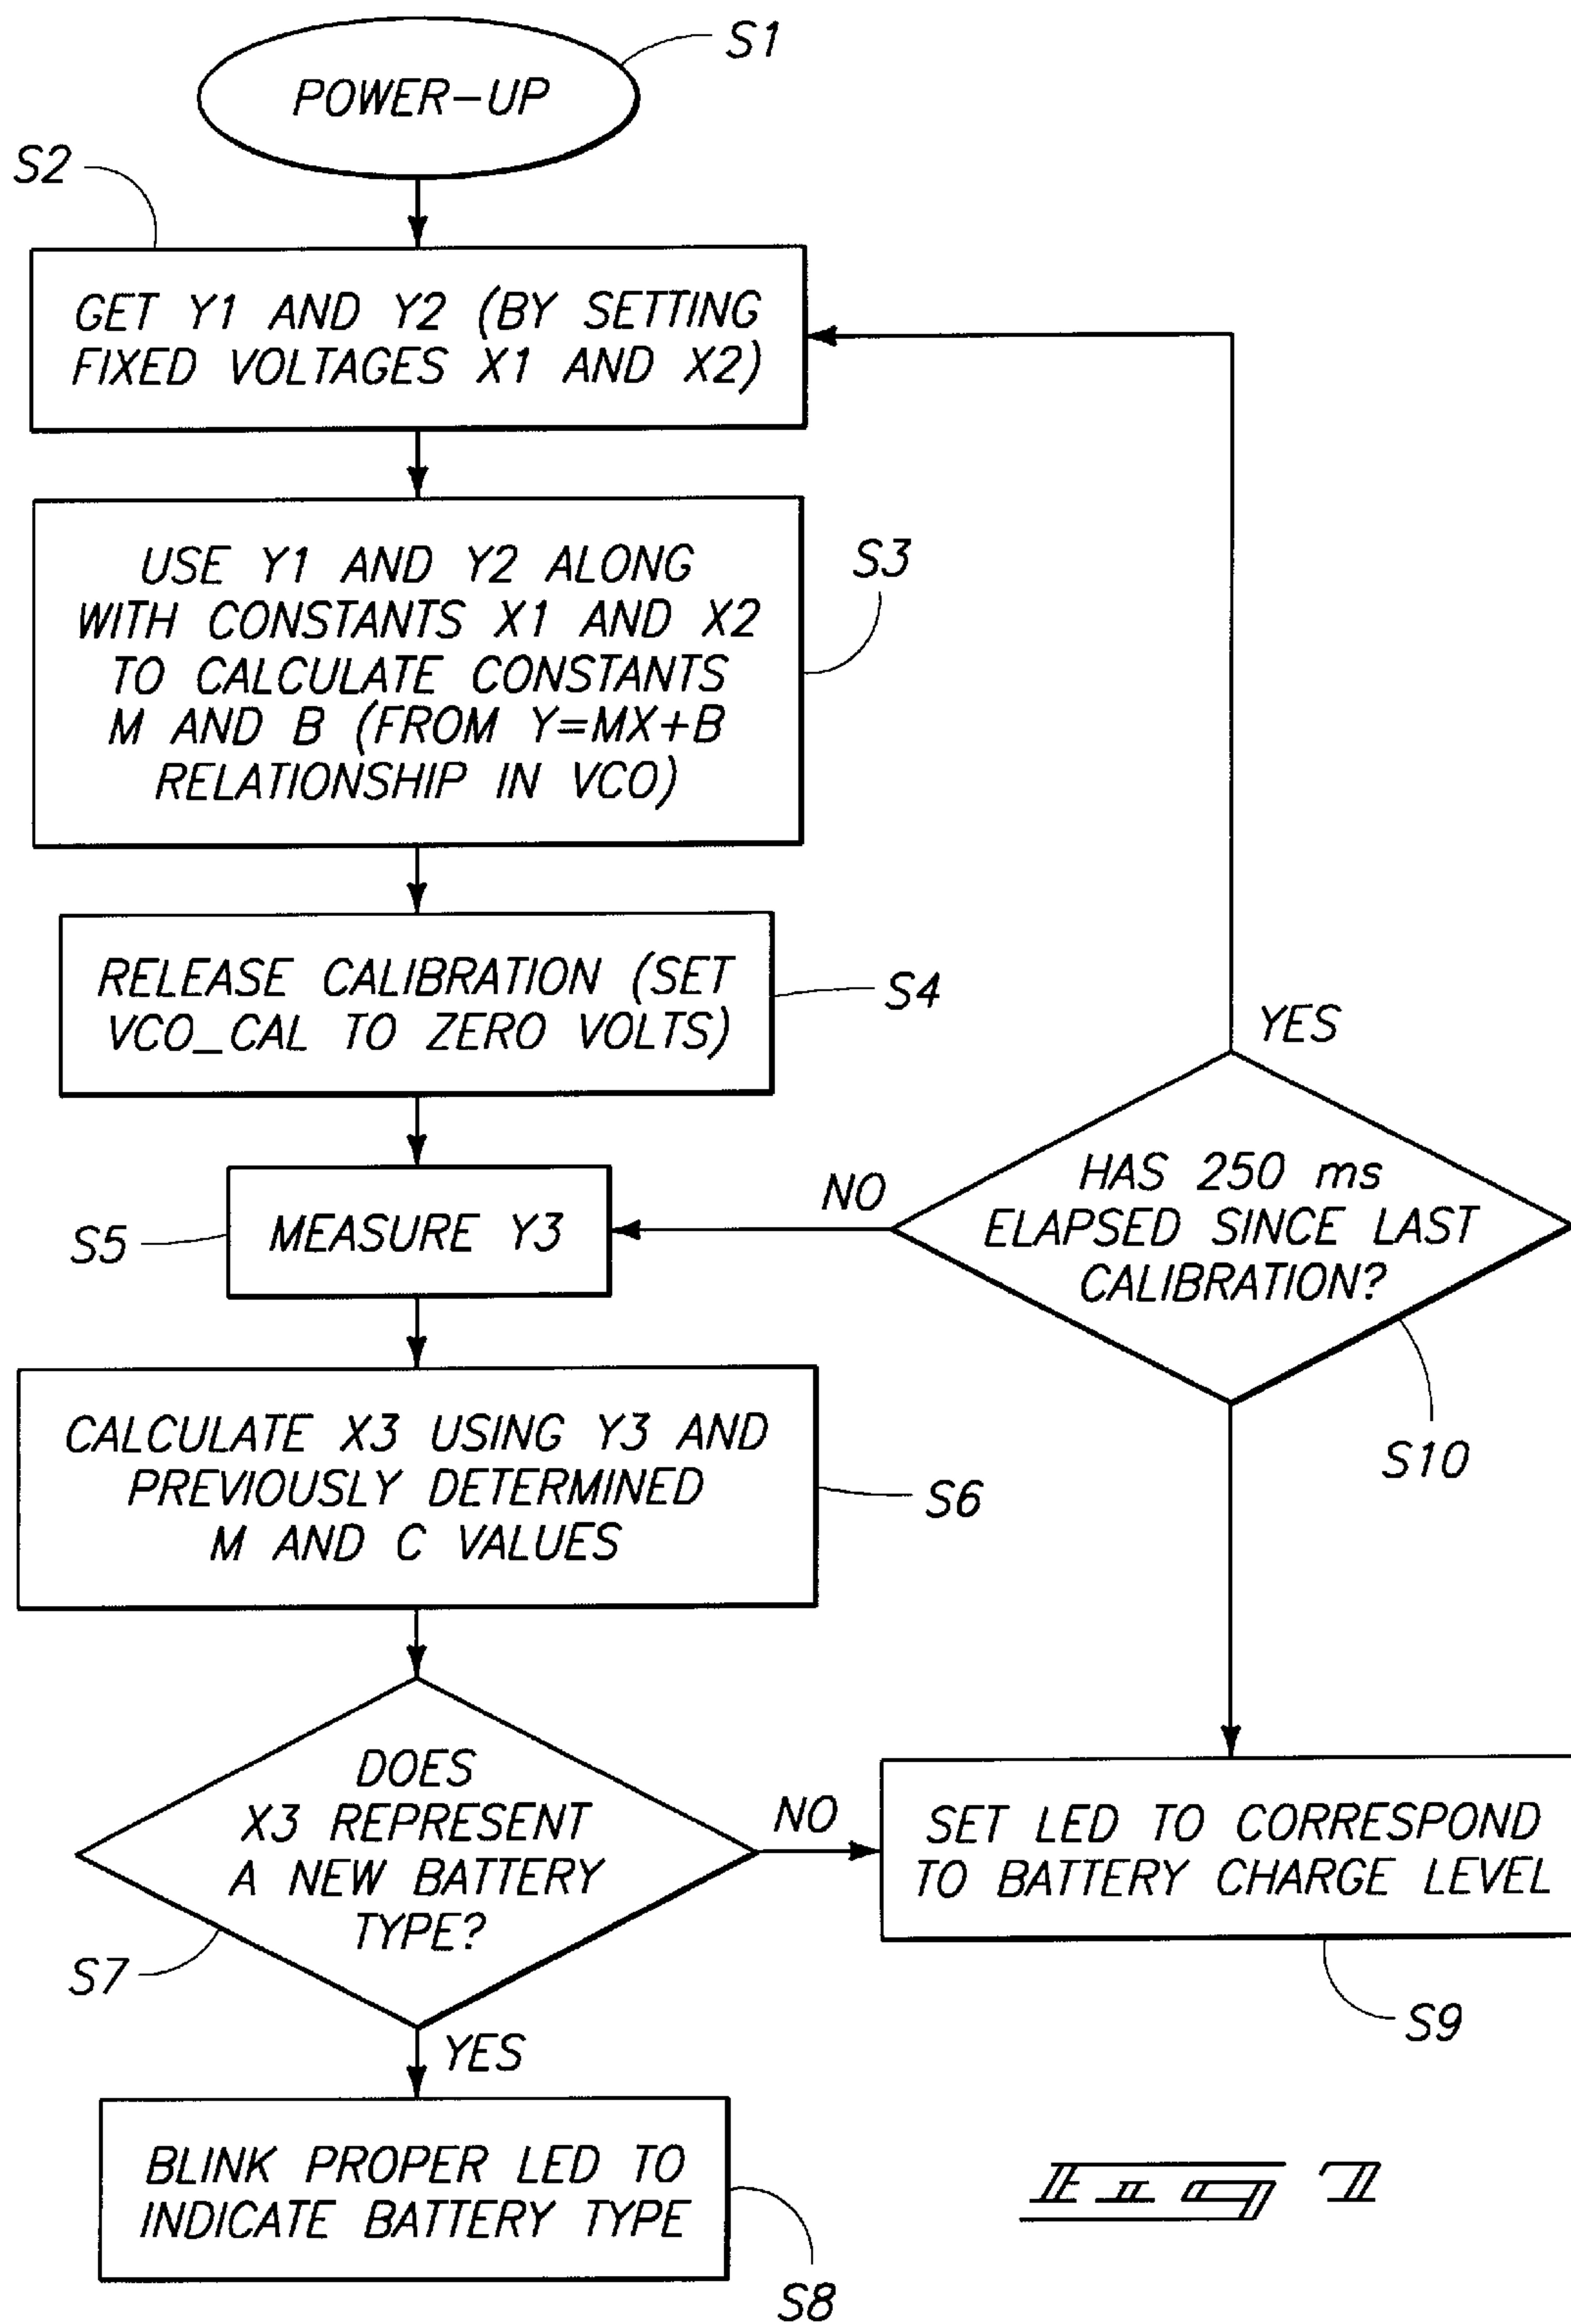 S1
POWER-UP
S2
GET Y1 AND Y2 (BY SETTING
FIXED VOLTAGES X1 AND X2)
USE Y1 AND Y2 ALONG
WITH CONSTANTS X1 AND X2
TO CALCULATE CONSTANTS
M AND B (FROM Y=MX+B
RELATIONSHIP IN VCO)
S3
RELEASE CALIBRATION (SET
VCO_CAL TO ZERO VOLTS)
S4
YES
MEASURE Y3
S5
NO
HAS 250 ms
ELAPSED SINCE LAST
CALIBRATION?
S10
CALCULATE X3 USING Y3 AND
PREVIOUSLY DETERMINED
M AND C VALUES
S6
DOES
X3 REPRESENT
A NEW BATTERY
TYPE?
S7
NO
SET LED TO CORRESPOND
TO BATTERY CHARGE LEVEL
S9
YES
BLINK PROPER LED TO
INDICATE BATTERY TYPE
S8
Fig 7